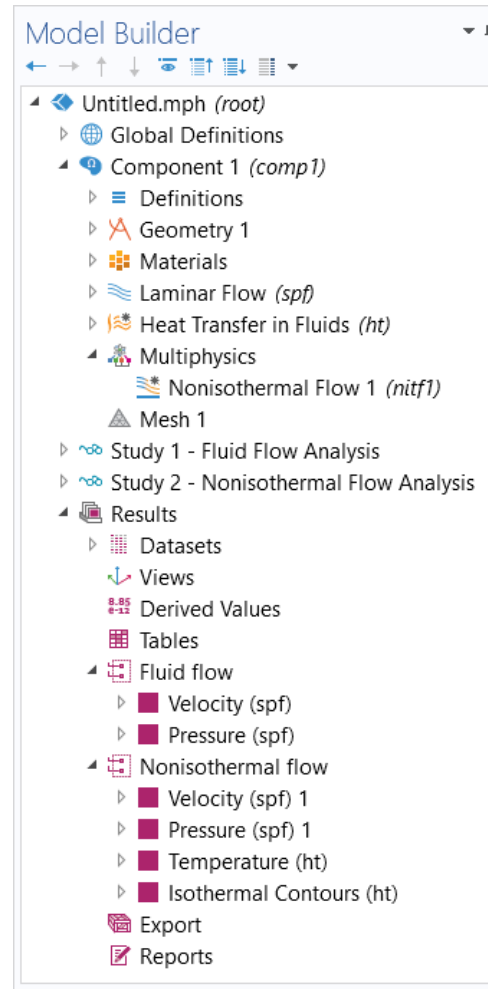 Model Builder
Untitled.mph (root)
Global Definitions
Component 1 (comp1)
Definitions
Geometry 1
Materials
Laminar Flow (spf)
Heat Transfer in Fluids (ht)
Multiphysics
Nonisothermal Flow 1 (nitf1)
Mesh 1
Study 1 - Fluid Flow Analysis
Study 2 - Nonisothermal Flow Analysis
Results
Datasets
Views
8.85
e-12
Derived Values
Tables
Fluid flow
Velocity (spf)
Pressure (spf)
Nonisothermal flow
Velocity (spf) 1
Pressure (spf) 1
Temperature (ht)
Isothermal Contours (ht)
Export
Reports